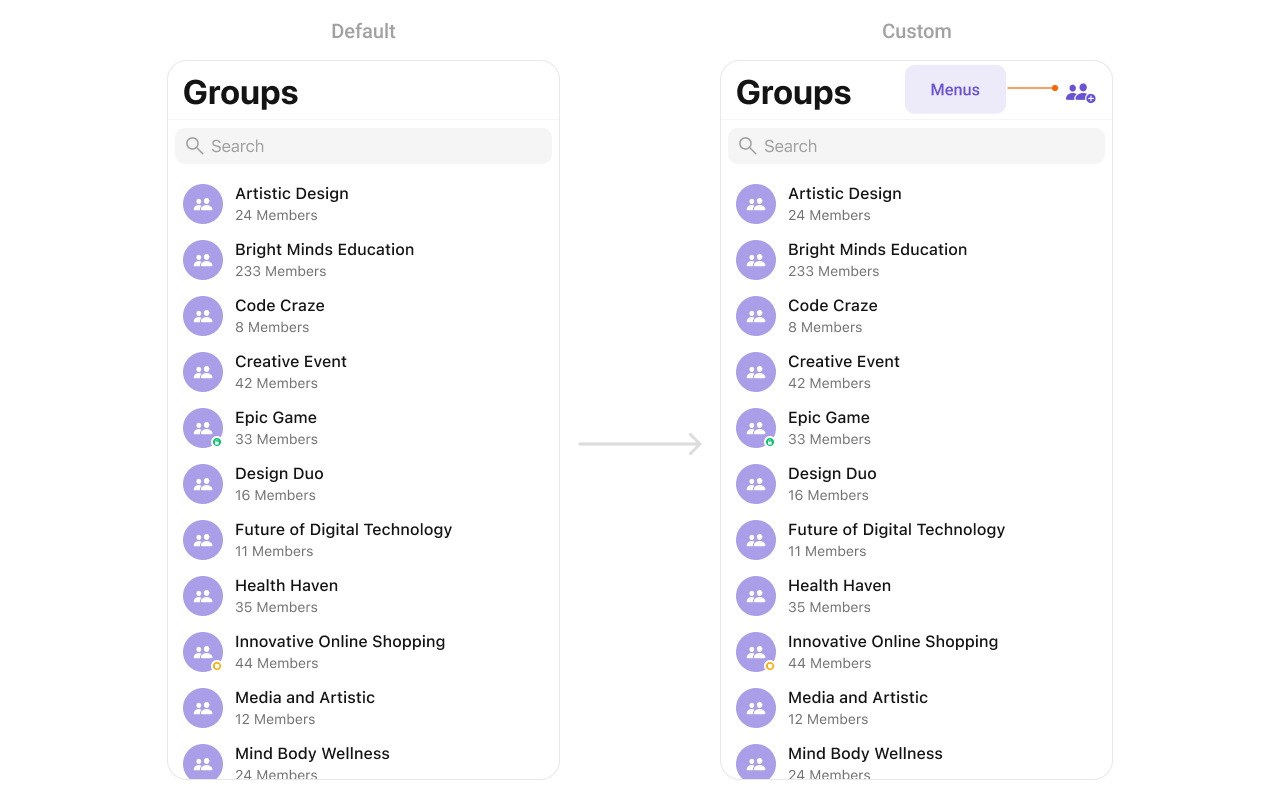 Default
Groups
Search
Artistic Design
24 Members
Bright Minds Education
233 Members
Code Craze
8 Members
Creative Event
42 Members
Epic Game
33 Members
Design Duo
16 Members
Future of Digital Technology
11 Members
Health Haven
35 Members
Innovative Online Shopping
44 Members
Media and Artistic
12 Members
Mind Body Wellness
24 Members
Custom
Groups
Menus
Search
Artistic Design
24 Members
Bright Minds Education
233 Members
Code Craze
8 Members
Creative Event
42 Members
Epic Game
33 Members
Design Duo
16 Members
Future of Digital Technology
11 Members
Health Haven
35 Members
Innovative Online Shopping
44 Members
Media and Artistic
12 Members
Mind Body Wellness
24 Members